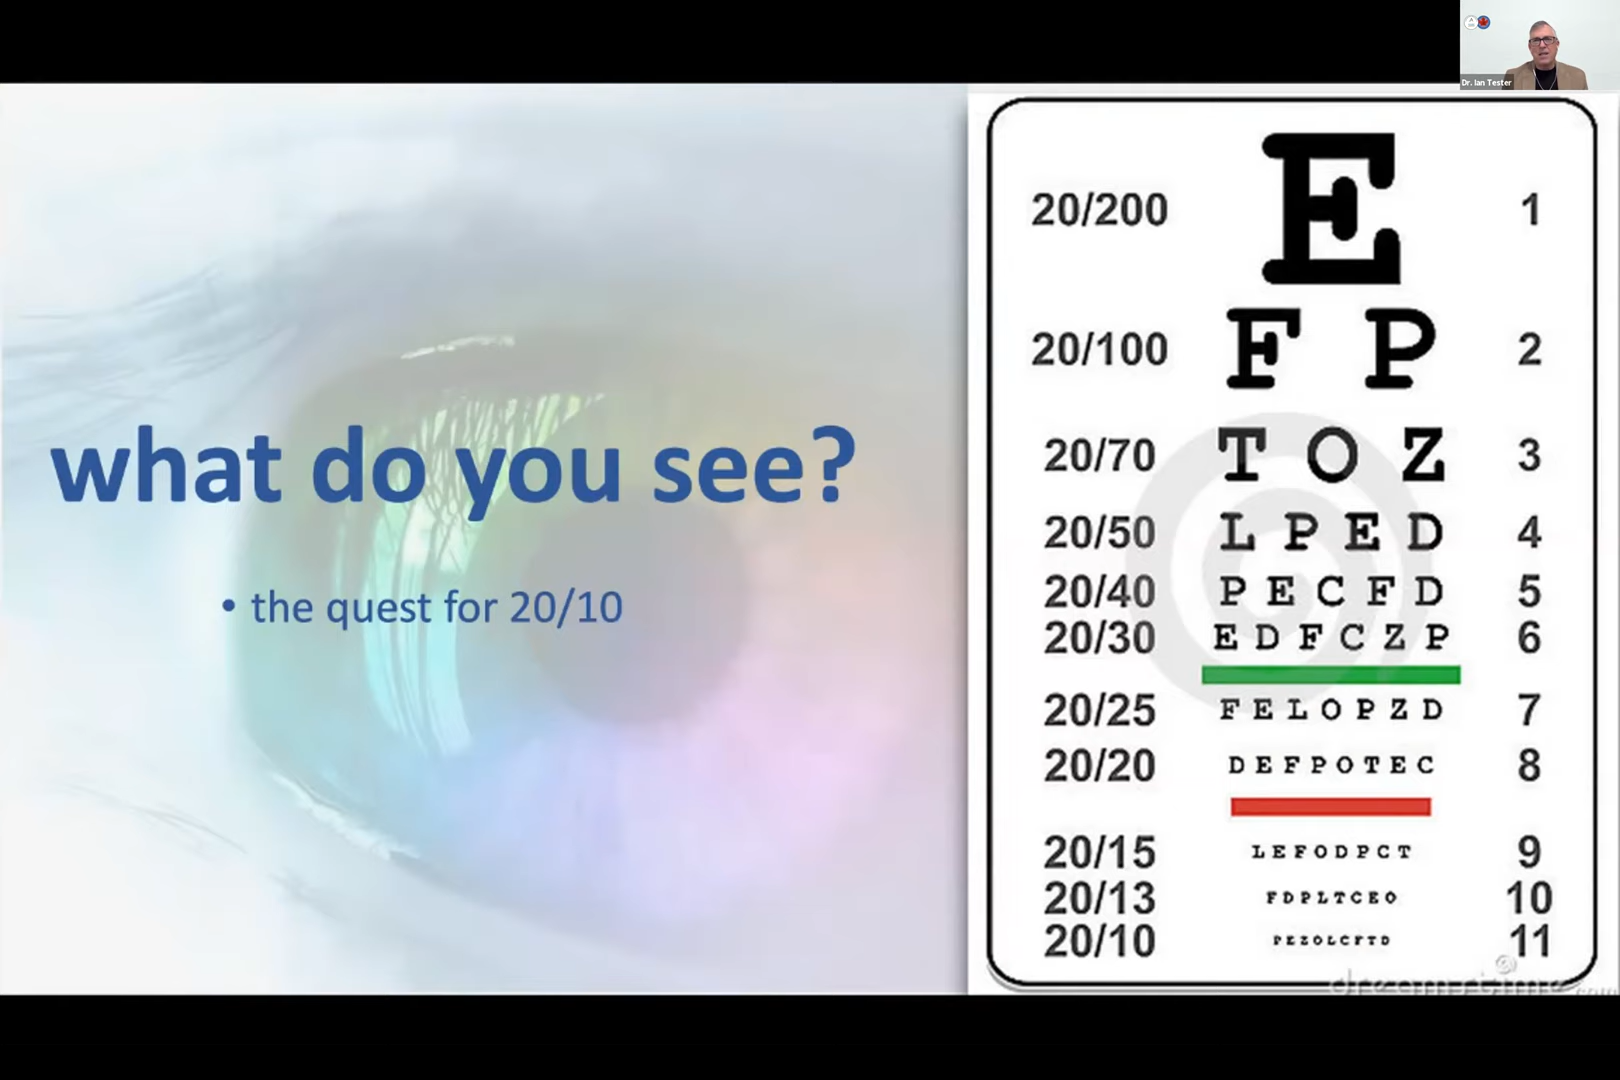 Dr. Ian Tester
what do you see?
• the quest for 20/10
20/200 E 1
20/100 F P 2
20/70 T O Z 3
20/50 L P E D 4
20/40 P E C F D 5
20/30 E D F C Z P 6
20/25 F E L O P Z D 7
20/20 D E F P O T E C 8
20/15 L E F O D P C T 9
20/13 F D P L T C E O 10
20/10 P E Z O L C F T D 11
dreamstime.com